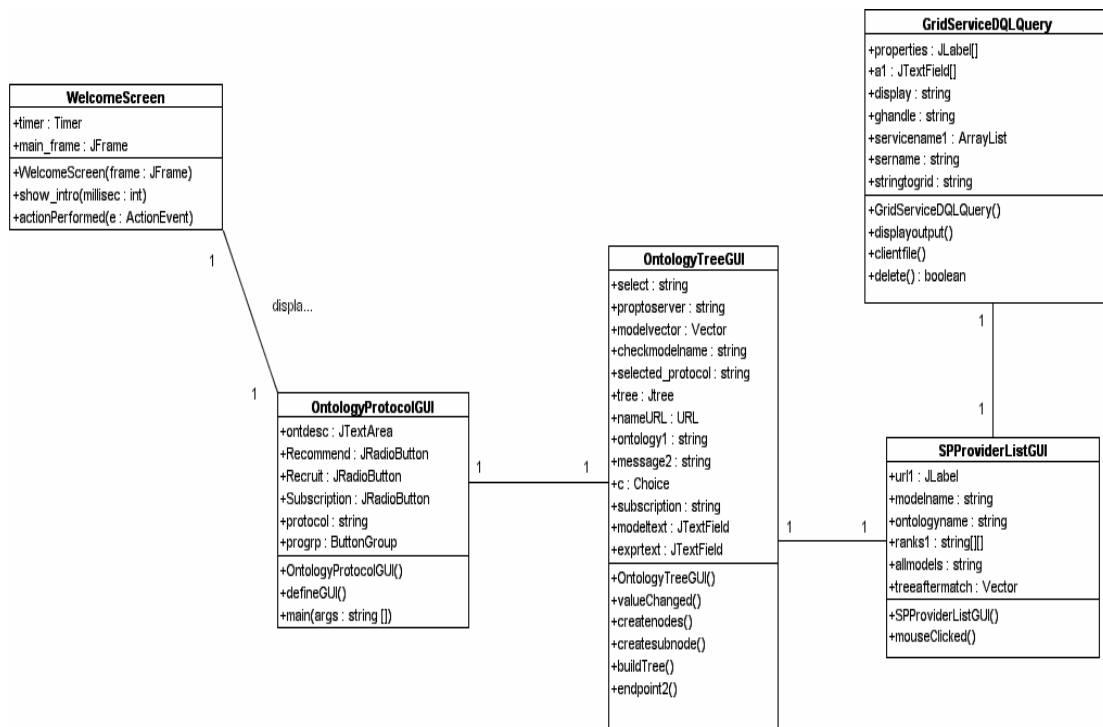 GridServiceDQLQuery
+properties : JLabel[]
+a1 : JTextField[]
+display : string
+ghandle : string
+servicename1 : ArrayList
+sername : string
+stringtogrid : string
+GridServiceDQLQuery()
+displayoutput()
+clientfile()
+delete() : boolean
WelcomeScreen
+timer : Timer
+main_frame : JFrame
+WelcomeScreen(frame : JFrame)
+show_intro(millisec : int)
+actionPerformed(e : ActionEvent)
1
displa...
1
OntologyProtocolGUI
+ontdesc : JTextArea
+Recommend : JRadioButton
+Recruit : JRadioButton
+Subscription : JRadioButton
+protocol : string
+progrp : ButtonGroup
+OntologyProtocolGUI()
+defineGUI()
+main(args : string [])
1
1
OntologyTreeGUI
+select : string
+proptoserver : string
+modelvector : Vector
+checkmodelname : string
+selected_protocol : string
+tree : Jtree
+nameURL : URL
+ontology1 : string
+message2 : string
+c : Choice
+subscription : string
+modeltext : JTextField
+exprtext : JTextField
+OntologyTreeGUI()
+valueChanged()
+createnodes()
+createsubnode()
+buildTree()
+endpoint2()
1
1
1
1
SPProviderListGUI
+url1 : JLabel
+modelname : string
+ontologyname : string
+ranks1 : string[][]
+allmodels : string
+treeaftermatch : Vector
+SPProviderListGUI()
+mouseClicked()